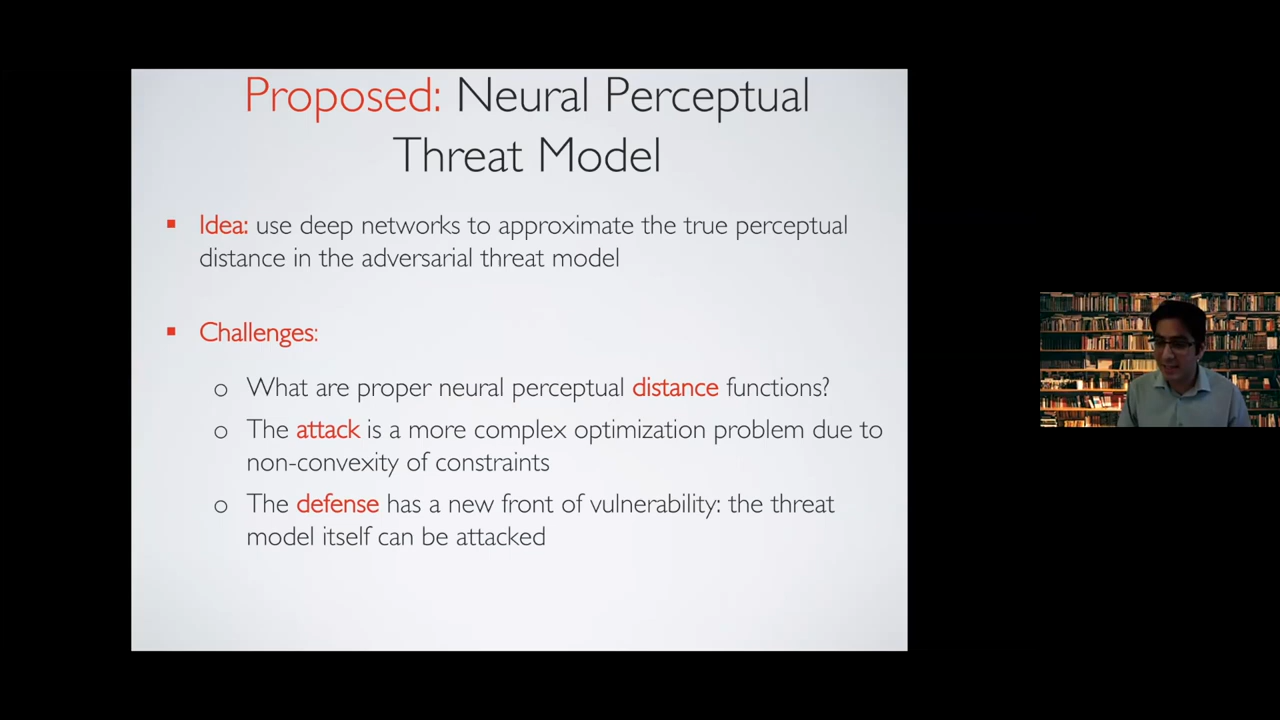 Proposed: Neural Perceptual
Threat Model
▪ Idea: use deep networks to approximate the true perceptual
distance in the adversarial threat model
▪ Challenges:
o What are proper neural perceptual distance functions?
o The attack is a more complex optimization problem due to
non-convexity of constraints
o The defense has a new front of vulnerability: the threat
model itself can be attacked